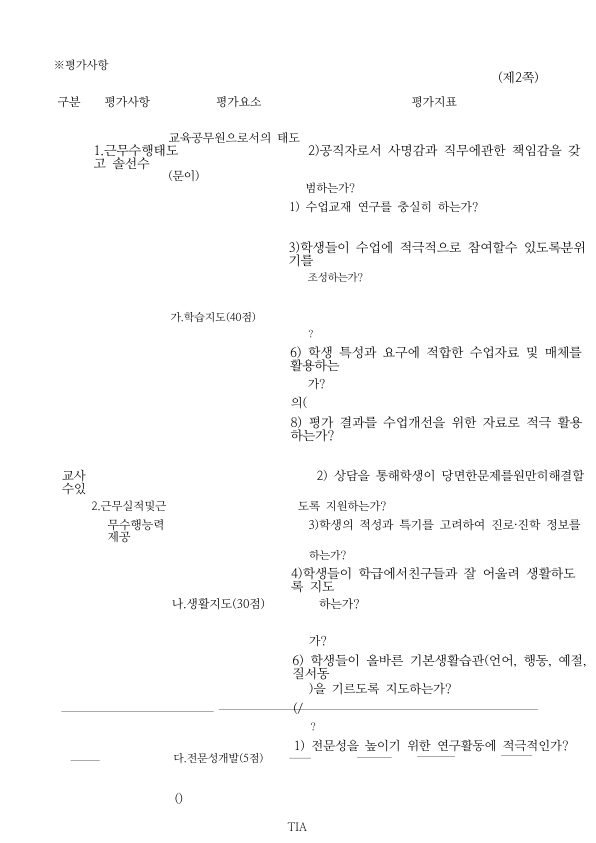 ※평가사항
(제2쪽)
구분 평가사항 평가요소 평가지표
교육공무원으로서의 태도
1.근무수행태도 2)공직자로서 사명감과 직무에관한 책임감을 갖
고 솔선수
(문이)
범하는가?
1) 수업교재 연구를 충실히 하는가?
3)학생들이 수업에 적극적으로 참여할수 있도록분위
기를
조성하는가?
가.학습지도(40점)
?
6) 학생 특성과 요구에 적합한 수업자료 및 매체를
활용하는
가?
의(
8) 평가 결과를 수업개선을 위한 자료로 적극 활용
하는가?
교사 2) 상담을 통해학생이 당면한문제를원만히해결할
수있
2.근무실적및근 도록 지원하는가?
무수행능력 3)학생의 적성과 특기를 고려하여 진로·진학 정보를
제공
하는가?
4)학생들이 학급에서친구들과 잘 어울려 생활하도
록 지도
나.생활지도(30점) 하는가?
가?
6) 학생들이 올바른 기본생활습관(언어, 행동, 예절,
질서동
)을 기르도록 지도하는가?
(/
?
1) 전문성을 높이기 위한 연구활동에 적극적인가?
다.전문성개발(5점)
()
TIA